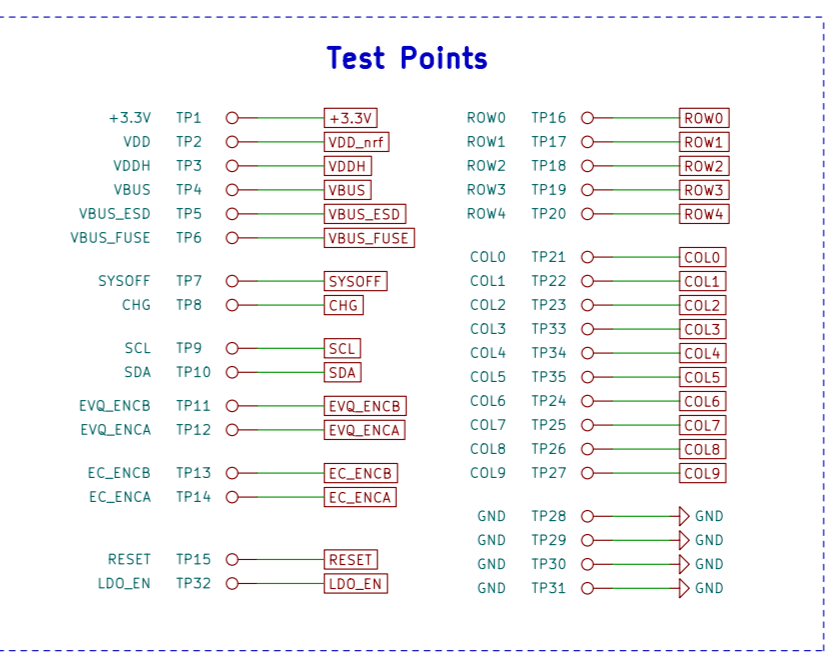 Test Points
+3.3V TP1 +3.3V
VDD TP2 VDD_nrf
VDDH TP3 VDDH
VBUS TP4 VBUS
VBUS_ESD TP5 VBUS_ESD
VBUS_FUSE TP6 VBUS_FUSE
SYSOFF TP7 SYSOFF
CHG TP8 CHG
SCL TP9 SCL
SDA TP10 SDA
EVQ_ENCB TP11 EVQ_ENCB
EVQ_ENCA TP12 EVQ_ENCA
EC_ENCB TP13 EC_ENCB
EC_ENCA TP14 EC_ENCA
RESET TP15 RESET
LDO_EN TP32 LDO_EN
ROW0 TP16 ROW0
ROW1 TP17 ROW1
ROW2 TP18 ROW2
ROW3 TP19 ROW3
ROW4 TP20 ROW4
COL0 TP21 COL0
COL1 TP22 COL1
COL2 TP23 COL2
COL3 TP33 COL3
COL4 TP34 COL4
COL5 TP35 COL5
COL6 TP24 COL6
COL7 TP25 COL7
COL8 TP26 COL8
COL9 TP27 COL9
GND TP28 GND
GND TP29 GND
GND TP30 GND
GND TP31 GND